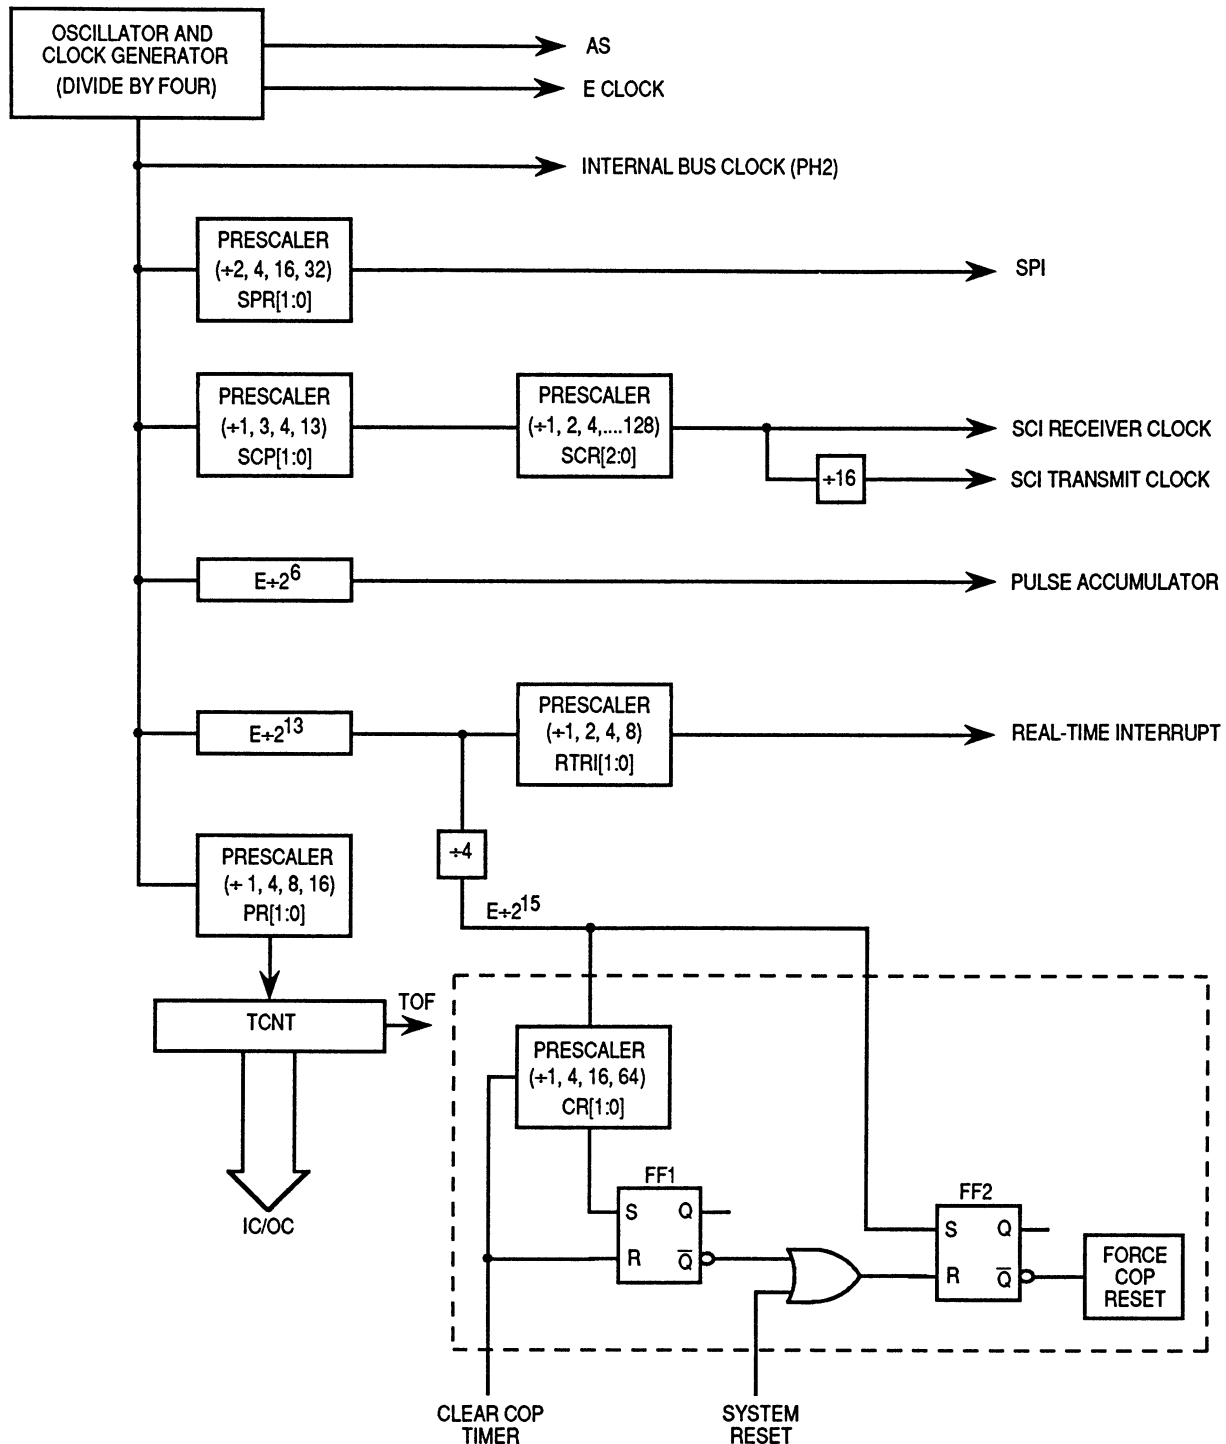 OSCILLATOR AND
CLOCK GENERATOR
(DIVIDE BY FOUR)
AS
E CLOCK
INTERNAL BUS CLOCK (PH2)
PRESCALER
(÷2, 4, 16, 32)
SPR[1:0]
SPI
PRESCALER
(÷1, 3, 4, 13)
SCP[1:0]
PRESCALER
(÷1, 2, 4,....128)
SCR[2:0]
SCI RECEIVER CLOCK
÷16
SCI TRANSMIT CLOCK
E÷2⁶
PULSE ACCUMULATOR
E÷2¹³
PRESCALER
(÷1, 2, 4, 8)
RTRI[1:0]
REAL-TIME INTERRUPT
÷4
PRESCALER
(÷ 1, 4, 8, 16)
PR[1:0]
E÷2¹⁵
TCNT
TOF
IC/OC
PRESCALER
(÷1, 4, 16, 64)
CR[1:0]
FF1
S Q
R Q̅
FF2
S Q
R Q̅
FORCE
COP
RESET
CLEAR COP
TIMER
SYSTEM
RESET